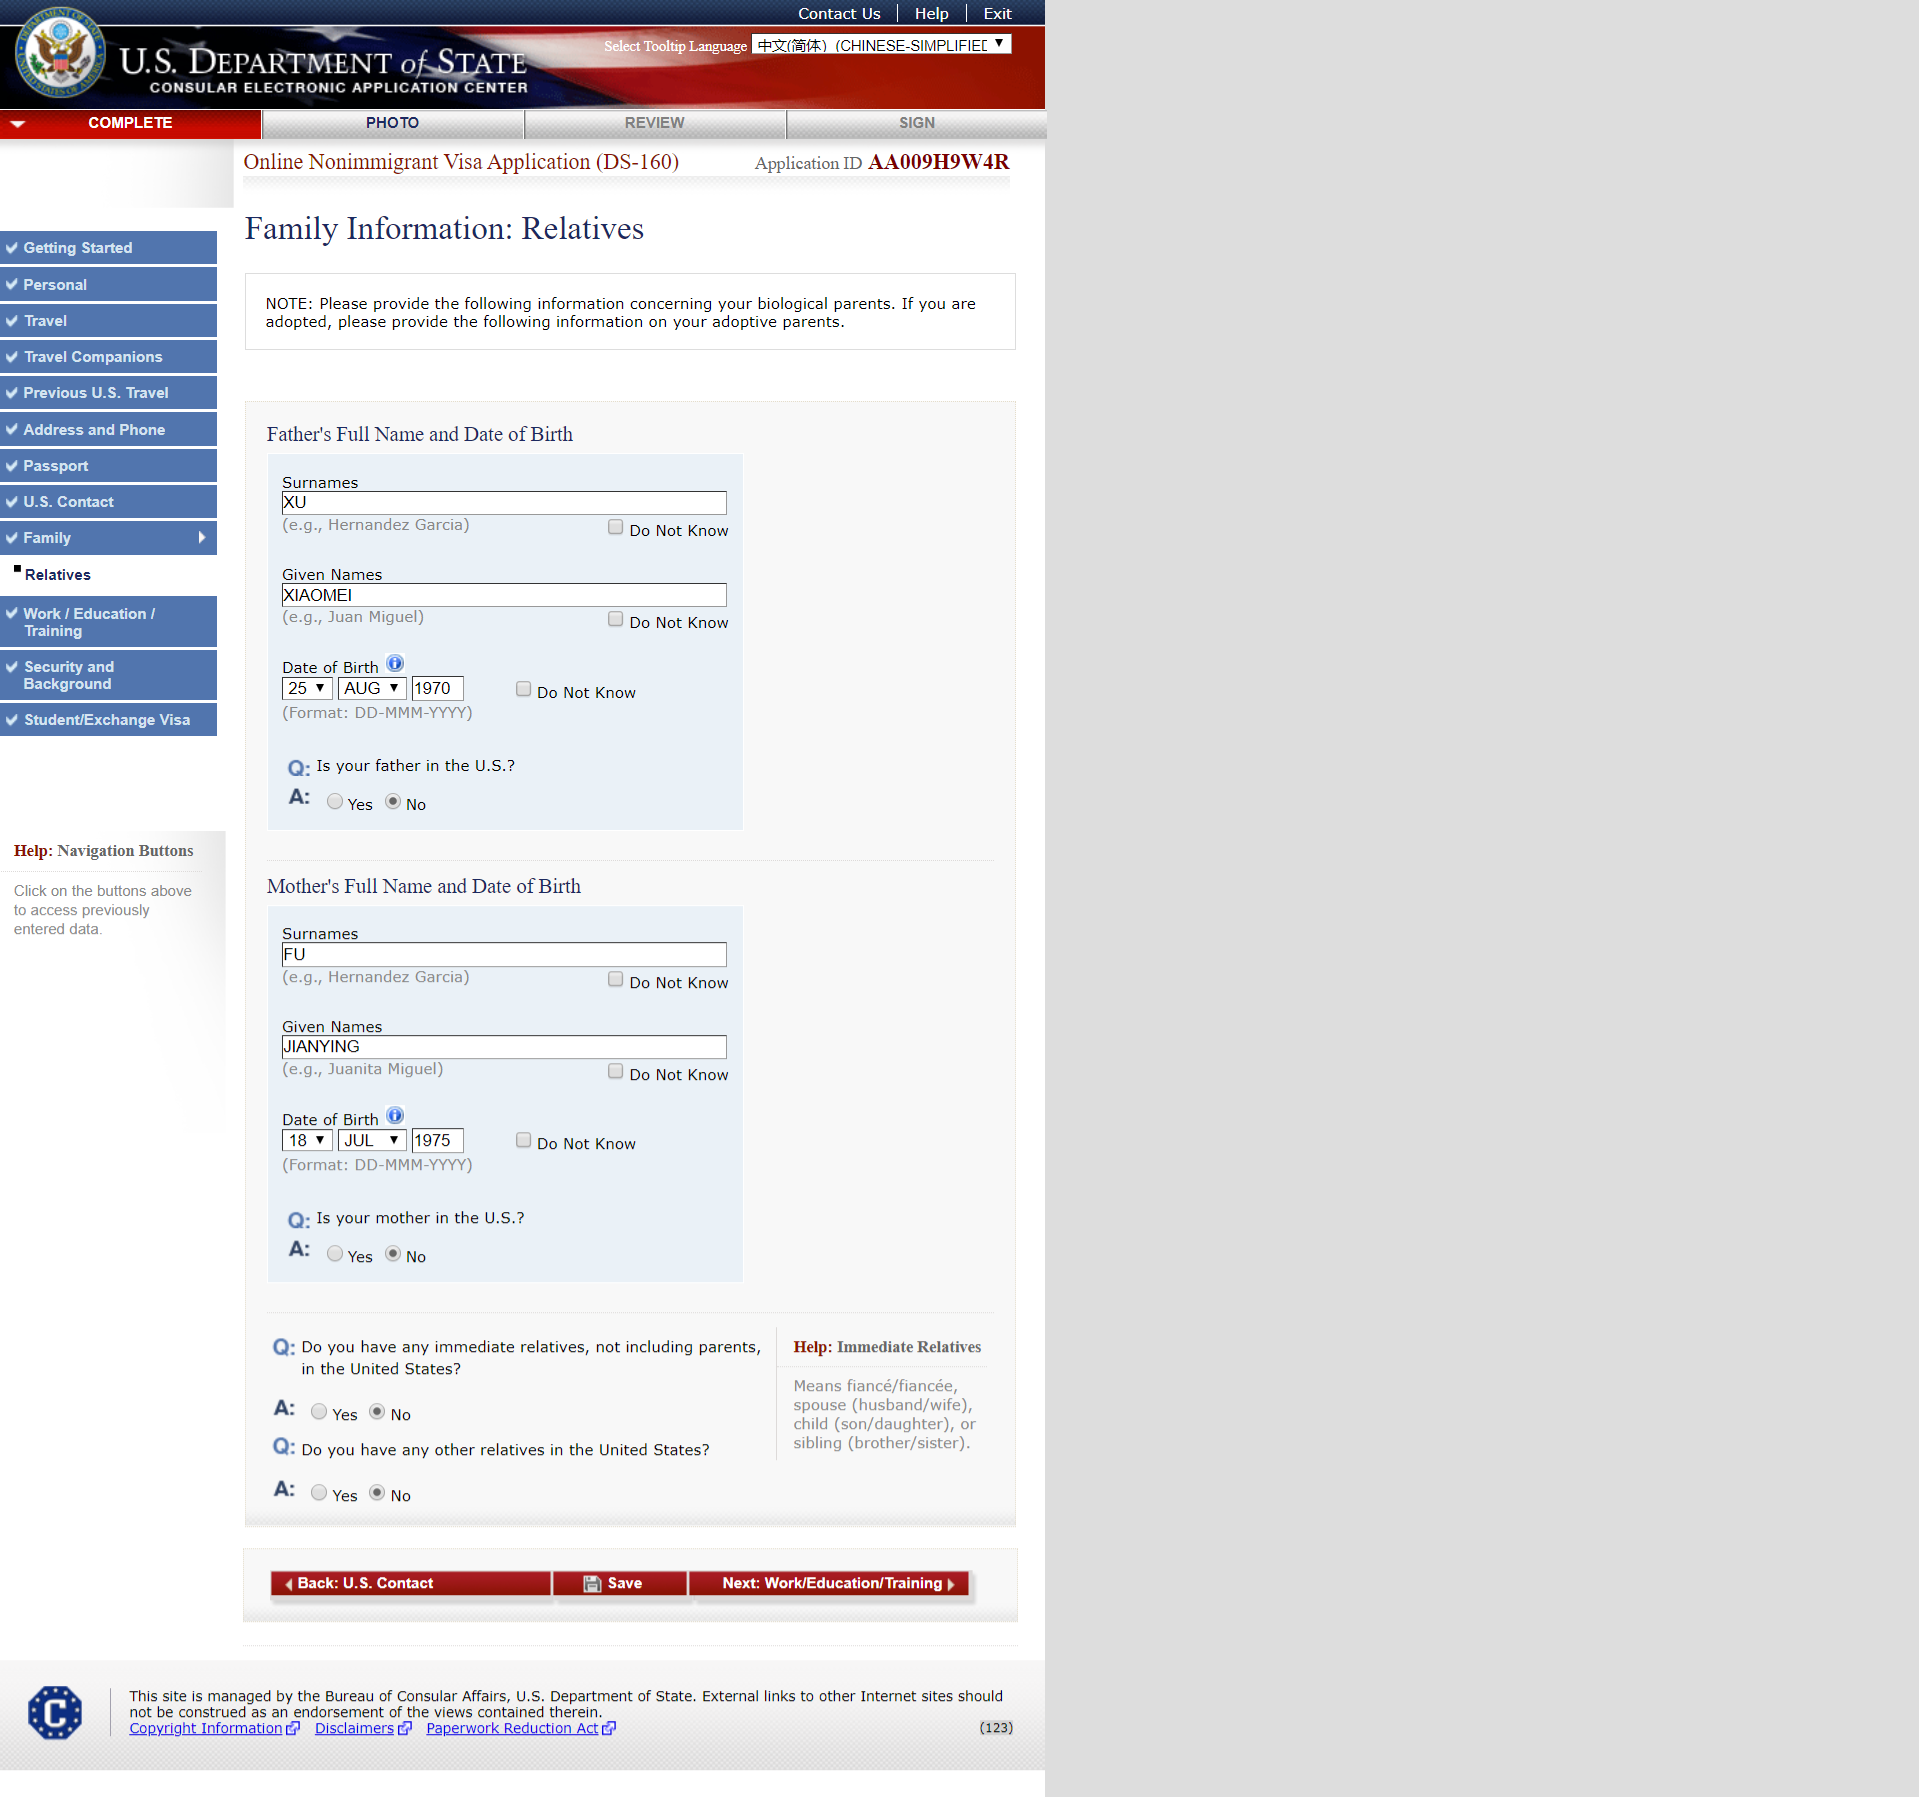 Contact Us Help Exit
Select Tooltip Language 中文(简体) (CHINESE-SIMPLIFIED
U.S. DEPARTMENT of STATE
CONSULAR ELECTRONIC APPLICATION CENTER
COMPLETE PHOTO REVIEW SIGN
Online Nonimmigrant Visa Application (DS-160) Application ID AA009H9W4R
Family Information: Relatives
Getting Started
Personal
Travel
Travel Companions
Previous U.S. Travel
Address and Phone
Passport
U.S. Contact
Family
Relatives
Work / Education /
Training
Security and
Background
Student/Exchange Visa
Help: Navigation Buttons
Click on the buttons above
to access previously
entered data.
NOTE: Please provide the following information concerning your biological parents. If you are
adopted, please provide the following information on your adoptive parents.
Father's Full Name and Date of Birth
Surnames
XU
(e.g., Hernandez Garcia) Do Not Know
Given Names
XIAOMEI
(e.g., Juan Miguel) Do Not Know
Date of Birth
25 AUG 1970 Do Not Know
(Format: DD-MMM-YYYY)
Q: Is your father in the U.S.?
A: Yes No
Mother's Full Name and Date of Birth
Surnames
FU
(e.g., Hernandez Garcia) Do Not Know
Given Names
JIANYING
(e.g., Juanita Miguel) Do Not Know
Date of Birth
18 JUL 1975 Do Not Know
(Format: DD-MMM-YYYY)
Q: Is your mother in the U.S.?
A: Yes No
Q: Do you have any immediate relatives, not including parents,
in the United States?
A: Yes No
Q: Do you have any other relatives in the United States?
A: Yes No
Help: Immediate Relatives
Means fiancé/fiancée,
spouse (husband/wife),
child (son/daughter), or
sibling (brother/sister).
Back: U.S. Contact Save Next: Work/Education/Training
C
This site is managed by the Bureau of Consular Affairs, U.S. Department of State. External links to other Internet sites should
not be construed as an endorsement of the views contained therein.
Copyright Information Disclaimers Paperwork Reduction Act (123)